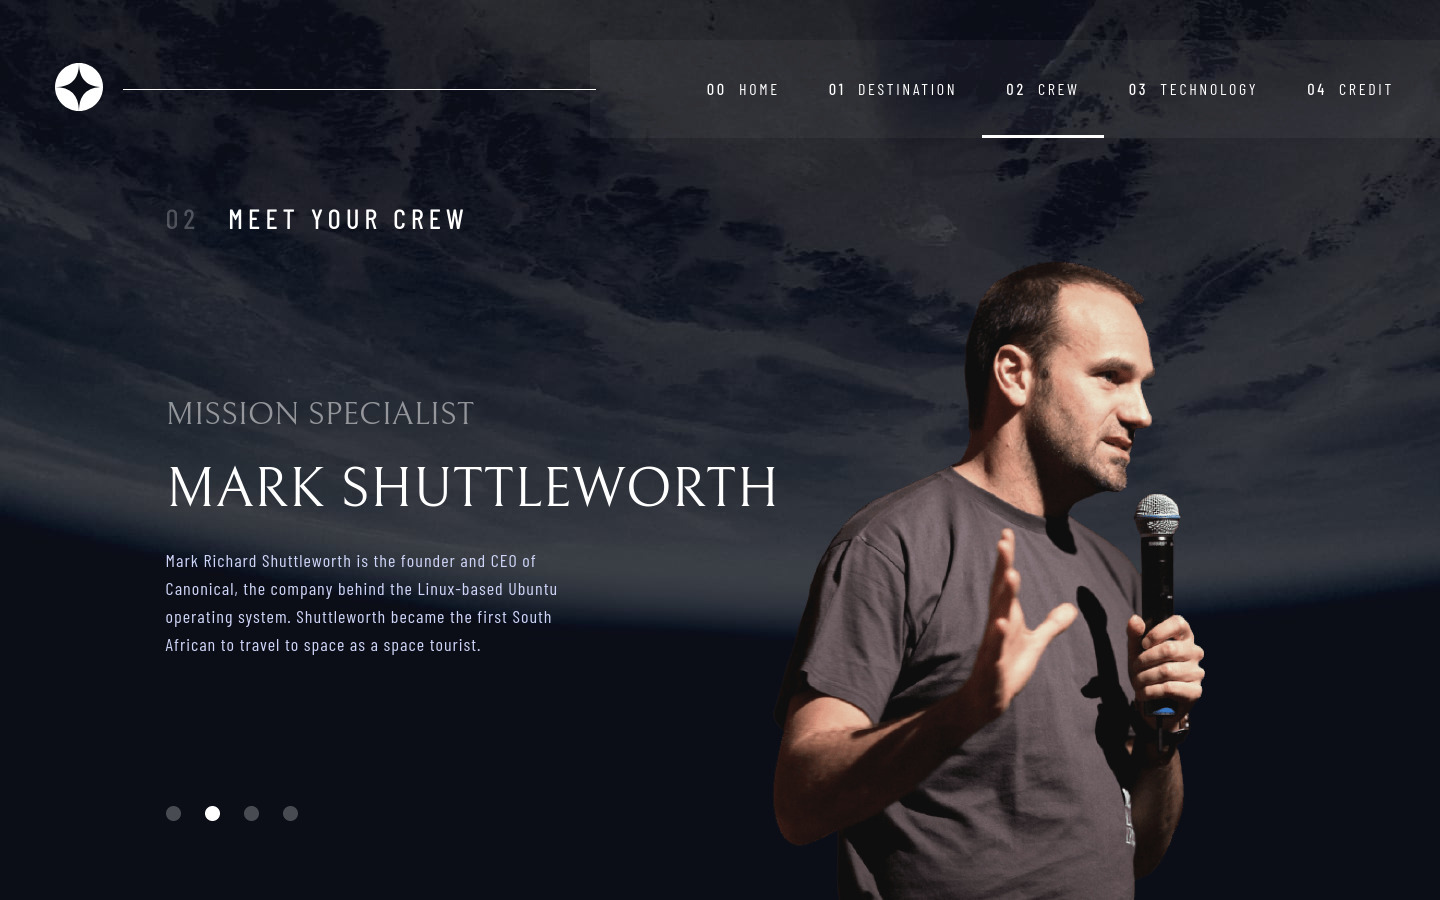 00 HOME
01 DESTINATION
02 CREW
03 TECHNOLOGY
04 CREDIT
02 MEET YOUR CREW
MISSION SPECIALIST
MARK SHUTTLEWORTH
Mark Richard Shuttleworth is the founder and CEO of
Canonical, the company behind the Linux-based Ubuntu
operating system. Shuttleworth became the first South
African to travel to space as a space tourist.